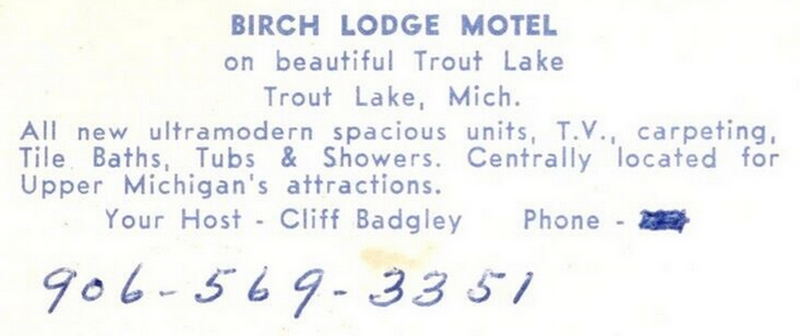 BIRCH LODGE MOTEL
on beautiful Trout Lake
Trout Lake, Mich.
All new ultramodern spacious units, T.V., carpeting,
Tile Baths, Tubs & Showers. Centrally located for
Upper Michigan's attractions.
Your Host - Cliff Badgley Phone -
906-569-3351